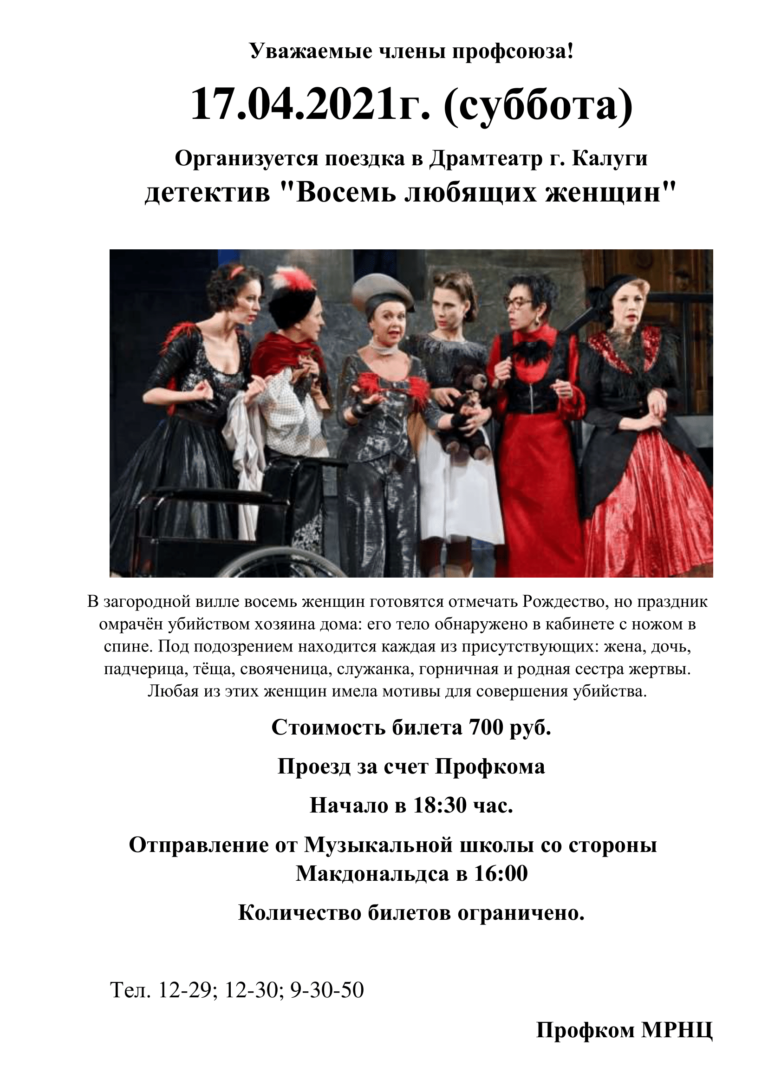 Уважаемые члены профсоюза!
17.04.2021г. (суббота)
Организуется поездка в Драмтеатр г. Калуги
детектив "Восемь любящих женщин"
В загородной вилле восемь женщин готовятся отмечать Рождество, но праздник
омрачён убийством хозяина дома: его тело обнаружено в кабинете с ножом в
спине. Под подозрением находится каждая из присутствующих: жена, дочь,
падчерица, тёща, свояченица, служанка, горничная и родная сестра жертвы.
Любая из этих женщин имела мотивы для совершения убийства.
Стоимость билета 700 руб.
Проезд за счет Профкома
Начало в 18:30 час.
Отправление от Музыкальной школы со стороны
Макдональдса в 16:00
Количество билетов ограничено.
Тел. 12-29; 12-30; 9-30-50
Профком МРНЦ